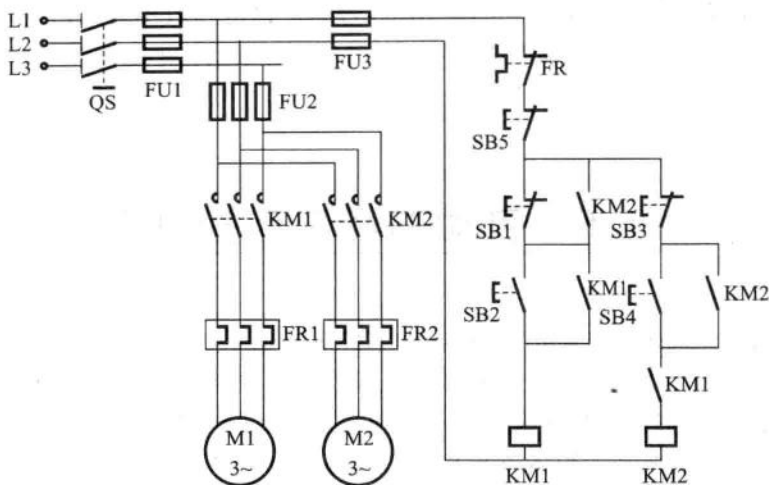 L1
L2
L3
QS
FU1
FU2
FU3
FR
SB5
SB1
KM2
SB3
KM1
KM2
SB2
KM1
SB4
KM2
FR1
FR2
KM1
M1
3~
M2
3~
KM1
KM2